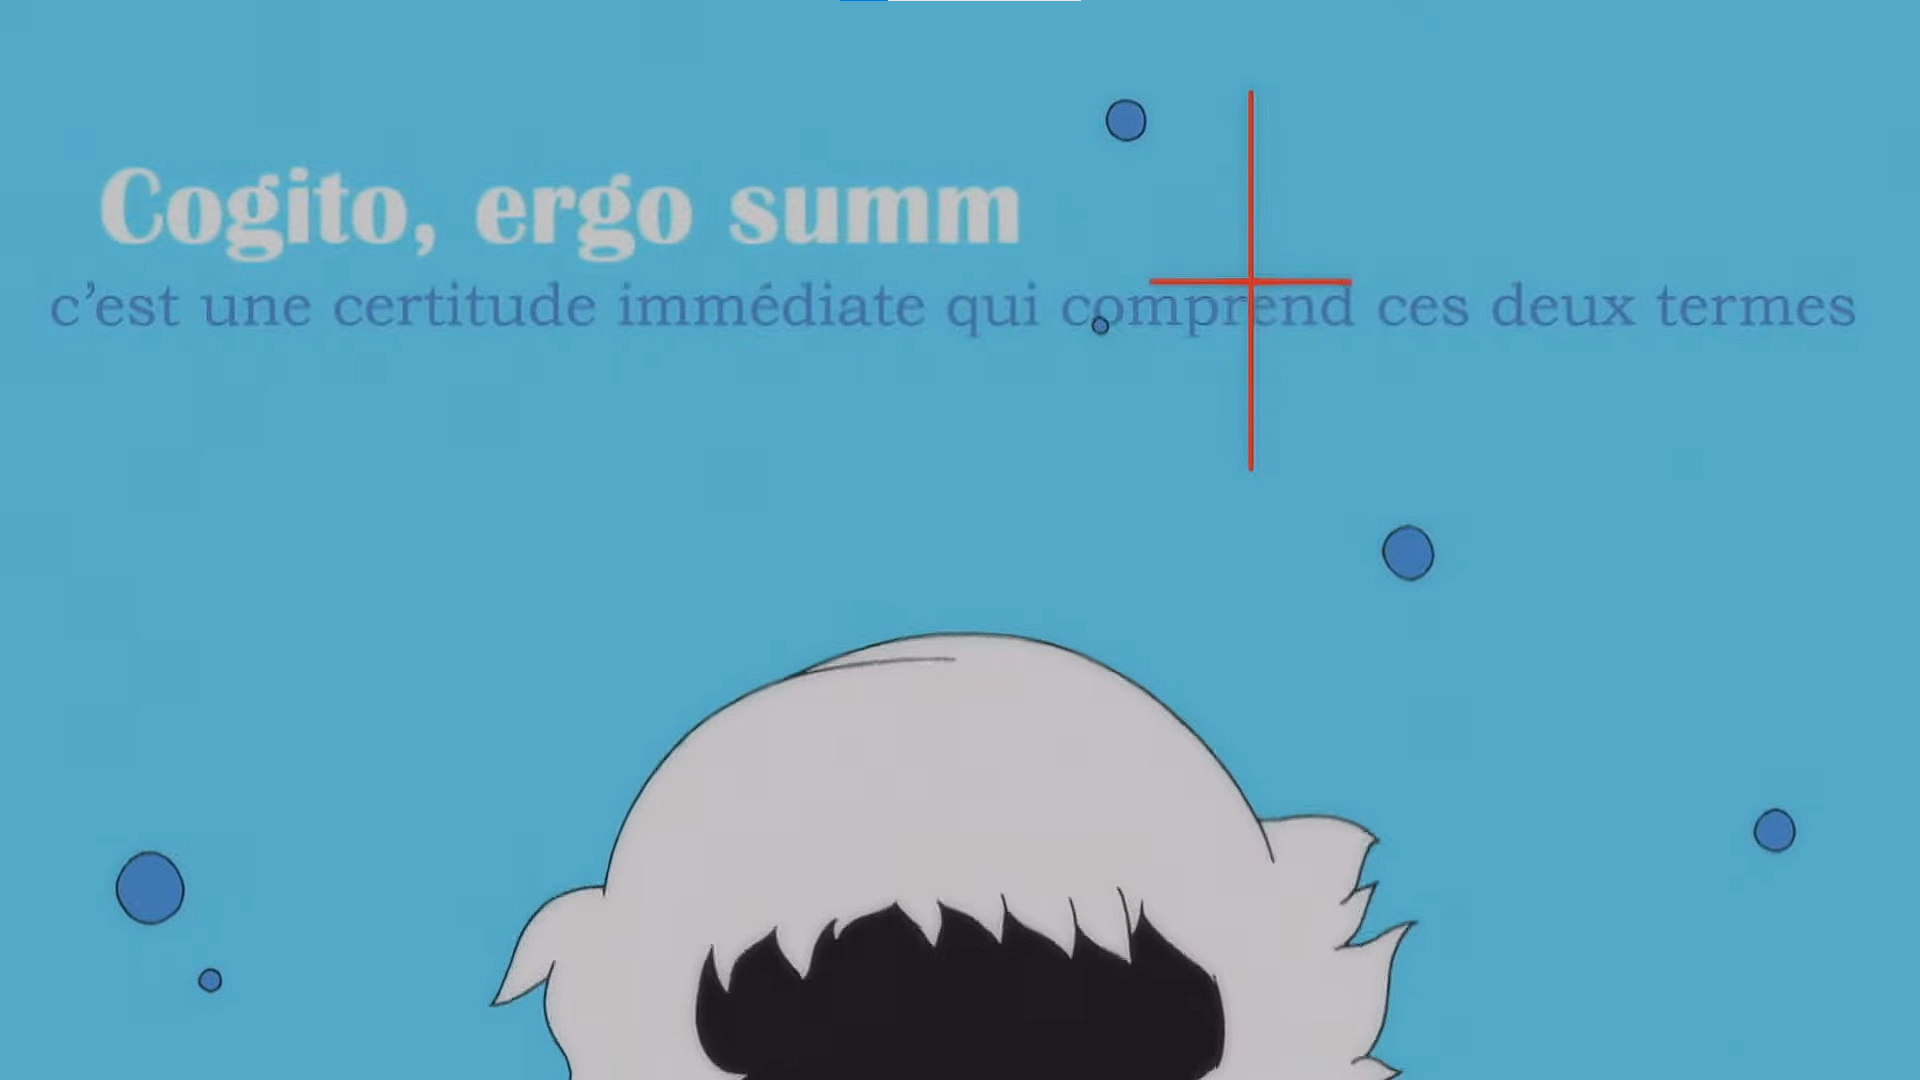 Cogito, ergo summ
c’est une certitude immédiate qui comprend ces deux termes